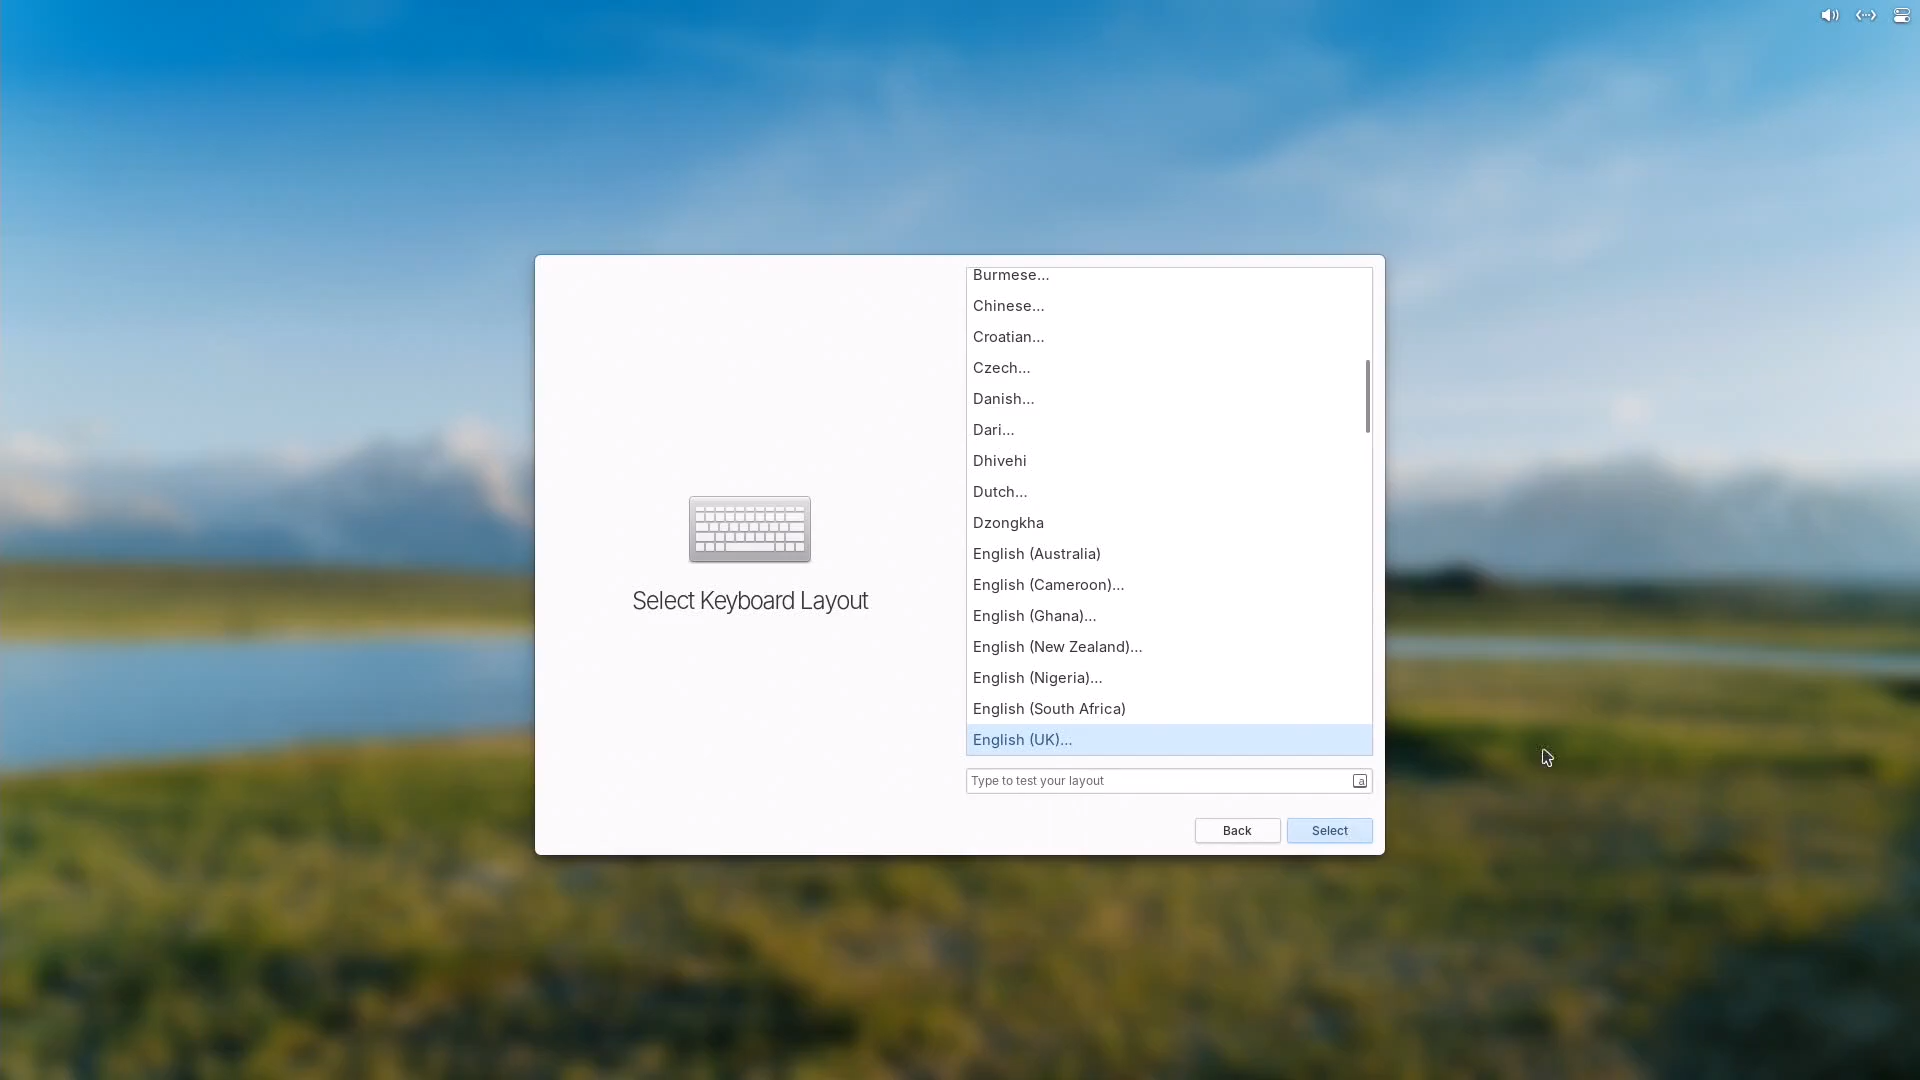 Select Keyboard Layout
Burmese...
Chinese...
Croatian...
Czech...
Danish...
Dari...
Dhivehi
Dutch...
Dzongkha
English (Australia)
English (Cameroon)...
English (Ghana)...
English (New Zealand)...
English (Nigeria)...
English (South Africa)
English (UK)...
Type to test your layout
a
Back
Select